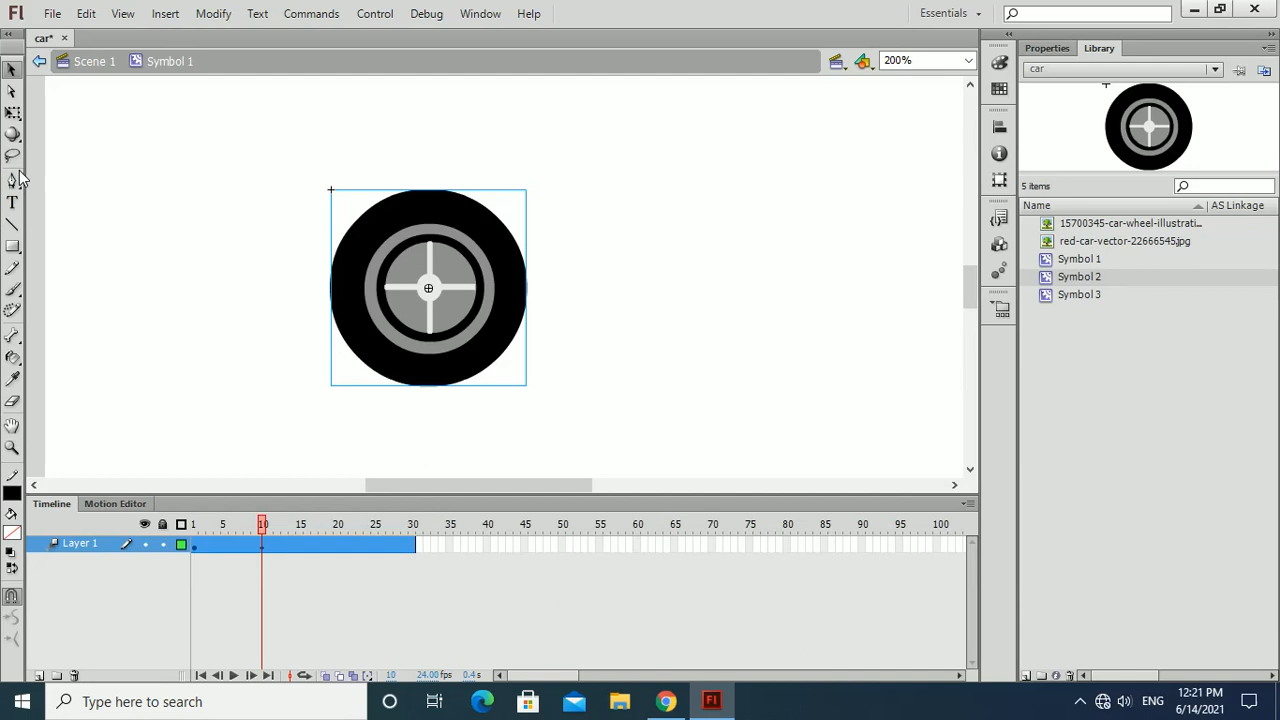 Fl File Edit View Insert Modify Text Commands Control Debug Window Help Essentials
car* ×
Scene 1 Symbol 1 200%
Properties Library
car
5 items
Name AS Linkage
15700345-car-wheel-illustrati...
red-car-vector-22666545.jpg
Symbol 1
Symbol 2
Symbol 3
T
Timeline Motion Editor
1 5 10 15 20 25 30 35 40 45 50 55 60 65 70 75 80 85 90 95 100
Layer 1
10 24.00 fps 0.4 s
Type here to search
Fl
ENG
12:21 PM
6/14/2021